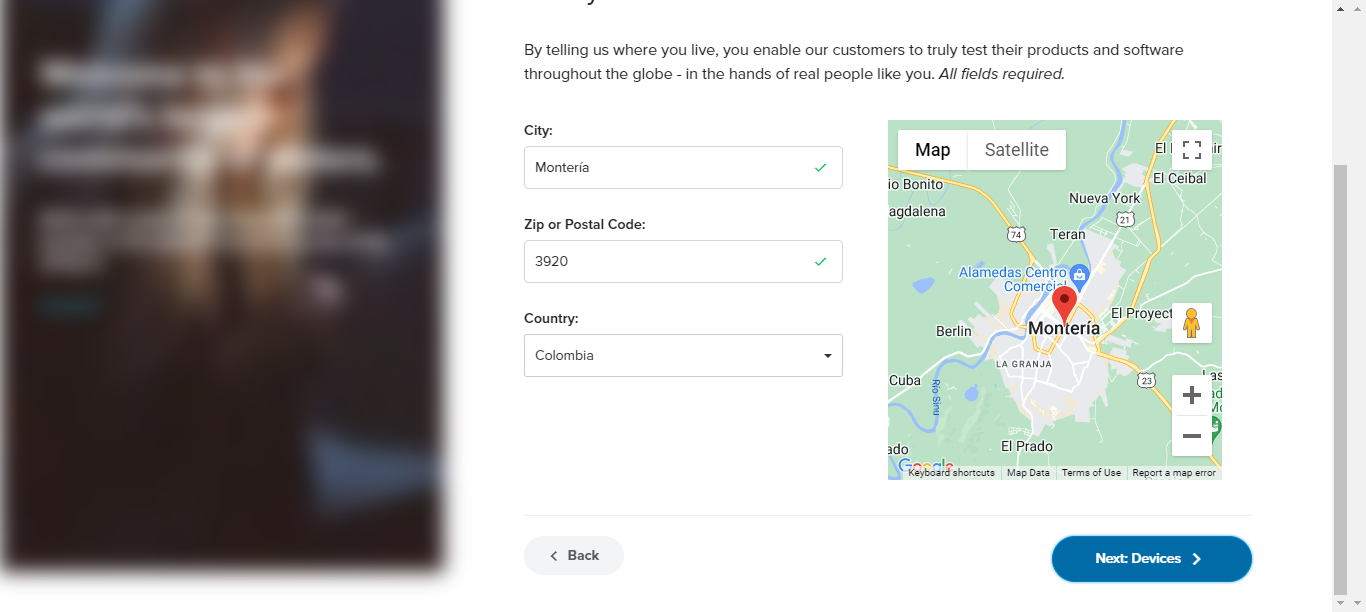 By telling us where you live, you enable our customers to truly test their products and software
throughout the globe - in the hands of real people like you. All fields required.
City:
Montería
Zip or Postal Code:
3920
Country:
Colombia
Map
Satellite
El Ceibal
Nueva York
21
74
Teran
Alamedas Centro
Comercial
El Proyect
Montería
Berlin
LA GRANJA
23
Cuba
Rio Sinu
El Prado
io Bonito
agdalena
ado
Las
Google
Keyboard shortcuts
Map Data
Terms of Use
Report a map error
Back
Next: Devices